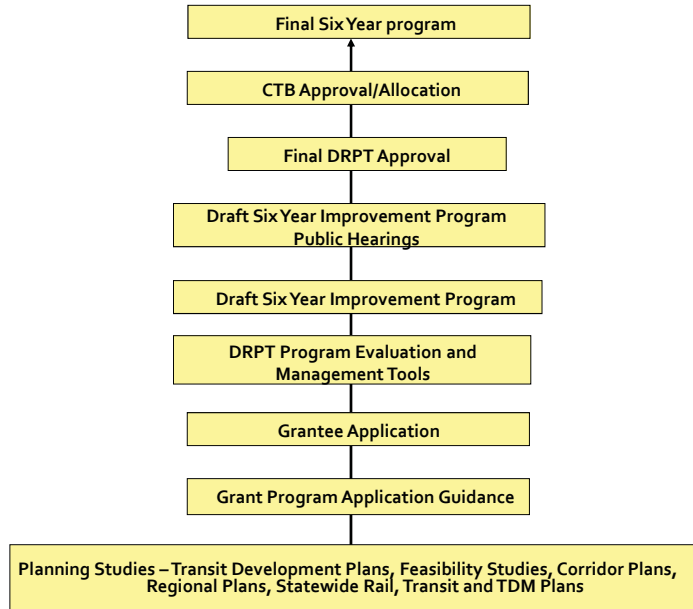 Final Six Year program
CTB Approval/Allocation
Final DRPT Approval
Draft Six Year Improvement Program
Public Hearings
Draft Six Year Improvement Program
DRPT Program Evaluation and
Management Tools
Grantee Application
Grant Program Application Guidance
Planning Studies – Transit Development Plans, Feasibility Studies, Corridor Plans,
Regional Plans, Statewide Rail, Transit and TDM Plans